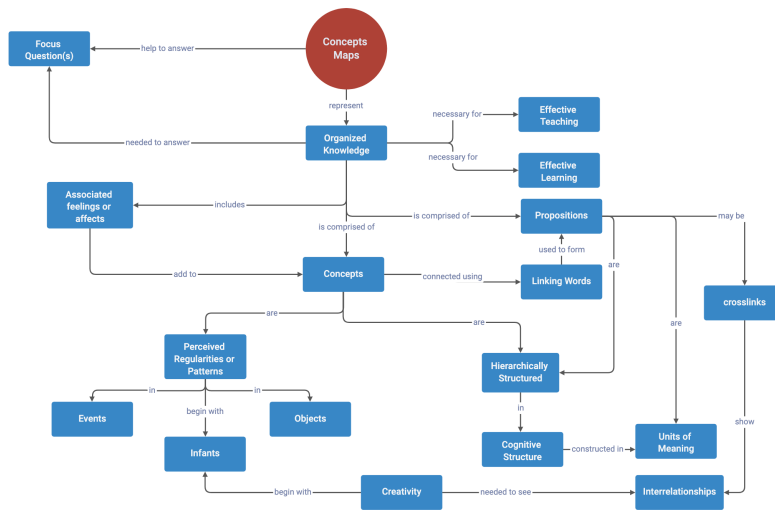 Concepts
Maps
Focus
Question(s)
help to answer
represent
needed to answer
Organized
Knowledge
necessary for
Effective
Teaching
necessary for
Effective
Learning
Associated
feelings or
affects
includes
is comprised of
is comprised of
Propositions
may be
used to form
are
add to
Concepts
connected using
Linking Words
crosslinks
are
are
are
Perceived
Regularities or
Patterns
Hierarchically
Structured
in
in
begin with
in
Events
Objects
show
Infants
Cognitive
Structure
constructed in
Units of
Meaning
begin with
Creativity
needed to see
Interrelationships